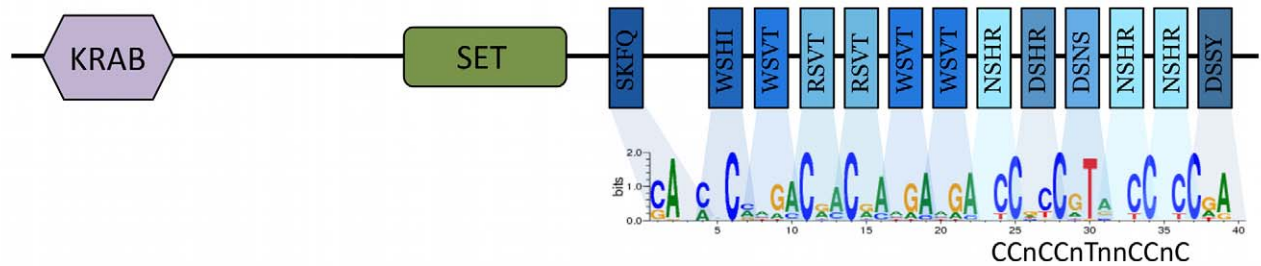 KRAB
SET
SKFQ
WSHI
WSVT
RSVT
RSVT
WSVT
WSVT
NSHR
DSHR
DSNS
NSHR
NSHR
DSSY
bits
2.0
1.0
0.0
5
10
15
20
25
30
35
40
CCnCCnTnnCCnC